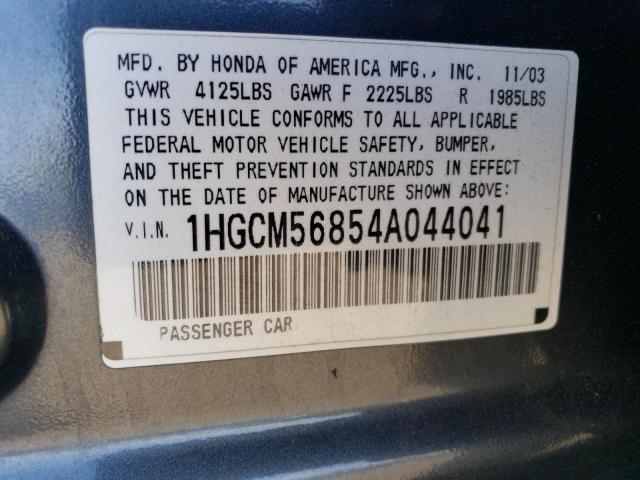 MFD. BY HONDA OF AMERICA MFG., INC. 11/03
GVWR 4125LBS GAWR F 2225LBS R 1985LBS
THIS VEHICLE CONFORMS TO ALL APPLICABLE
FEDERAL MOTOR VEHICLE SAFETY, BUMPER,
AND THEFT PREVENTION STANDARDS IN EFFECT
ON THE DATE OF MANUFACTURE SHOWN ABOVE:
V.I.N. 1HGCM56854A044041
PASSENGER CAR